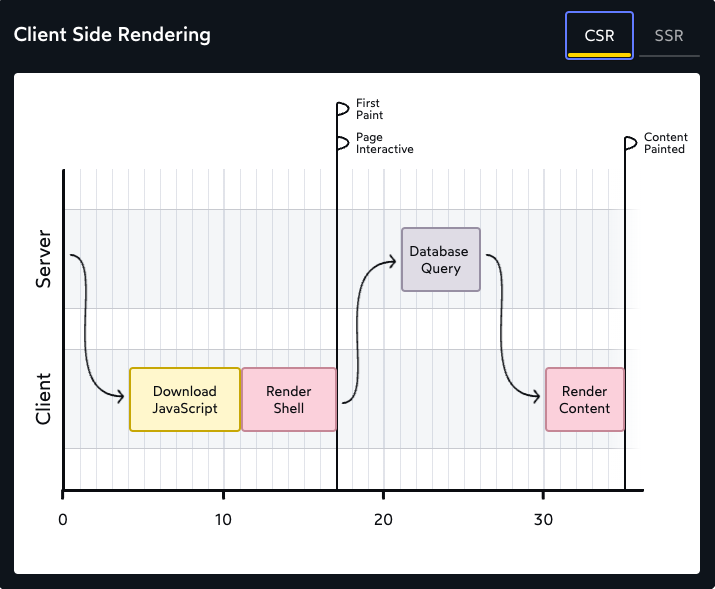 Client Side Rendering
CSR
SSR
First
Paint
Page
Interactive
Content
Painted
Server
Database
Query
Client
Download
JavaScript
Render
Shell
Render
Content
0
10
20
30